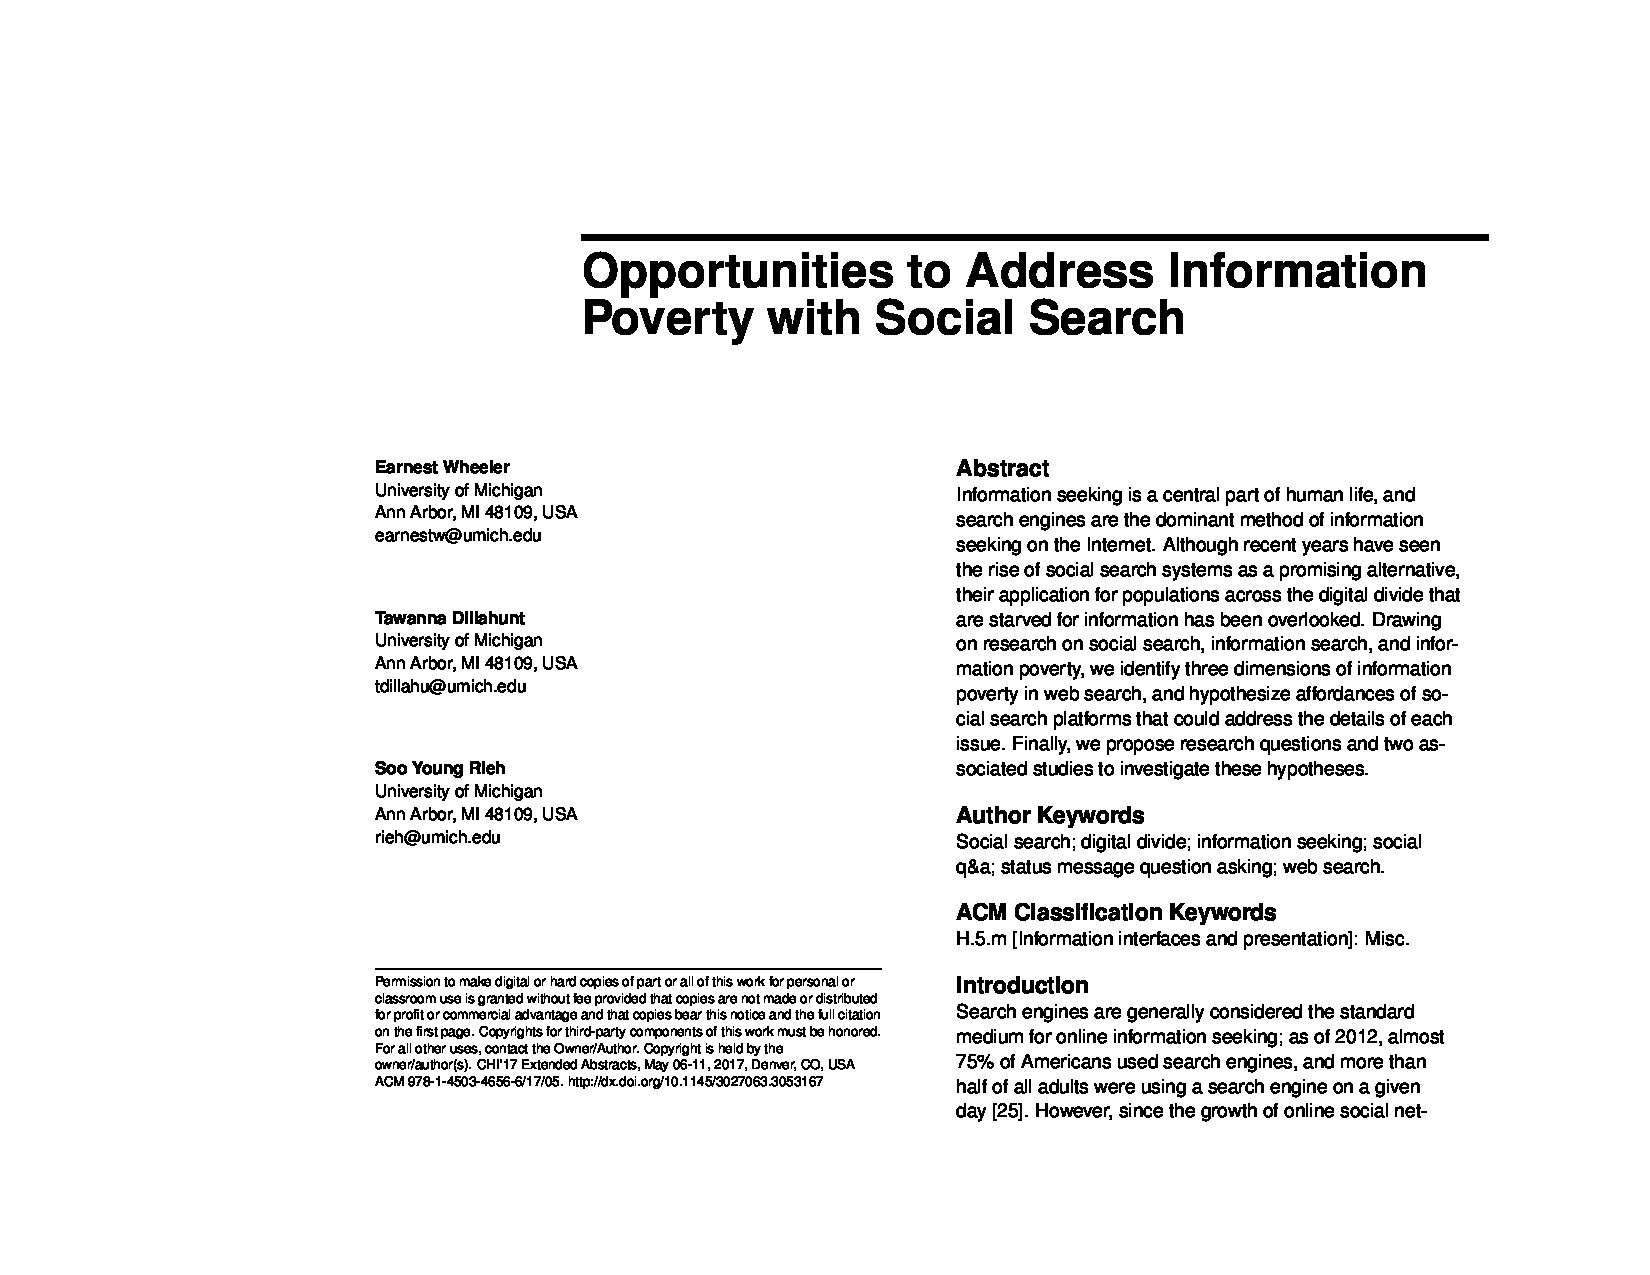 Opportunities to Address Information
Poverty with Social Search
Earnest Wheeler
University of Michigan
Ann Arbor, MI 48109, USA
earnestw@umich.edu
Tawanna Dillahunt
University of Michigan
Ann Arbor, MI 48109, USA
tdillahu@umich.edu
Soo Young Rieh
University of Michigan
Ann Arbor, MI 48109, USA
rieh@umich.edu
Permission to make digital or hard copies of part or all of this work for personal or
classroom use is granted without fee provided that copies are not made or distributed
for profit or commercial advantage and that copies bear this notice and the full citation
on the first page. Copyrights for third-party components of this work must be honored.
For all other uses, contact the Owner/Author. Copyright is held by the
owner/author(s). CHI'17 Extended Abstracts, May 06-11, 2017, Denver, CO, USA
ACM 978-1-4503-4656-6/17/05. http://dx.doi.org/10.1145/3027063.3053167
Abstract
Information seeking is a central part of human life, and
search engines are the dominant method of information
seeking on the Internet. Although recent years have seen
the rise of social search systems as a promising alternative,
their application for populations across the digital divide that
are starved for information has been overlooked. Drawing
on research on social search, information search, and infor-
mation poverty, we identify three dimensions of information
poverty in web search, and hypothesize affordances of so-
cial search platforms that could address the details of each
issue. Finally, we propose research questions and two as-
sociated studies to investigate these hypotheses.
Author Keywords
Social search; digital divide; information seeking; social
q&a; status message question asking; web search.
ACM Classification Keywords
H.5.m [Information interfaces and presentation]: Misc.
Introduction
Search engines are generally considered the standard
medium for online information seeking; as of 2012, almost
75% of Americans used search engines, and more than
half of all adults were using a search engine on a given
day [25]. However, since the growth of online social net-